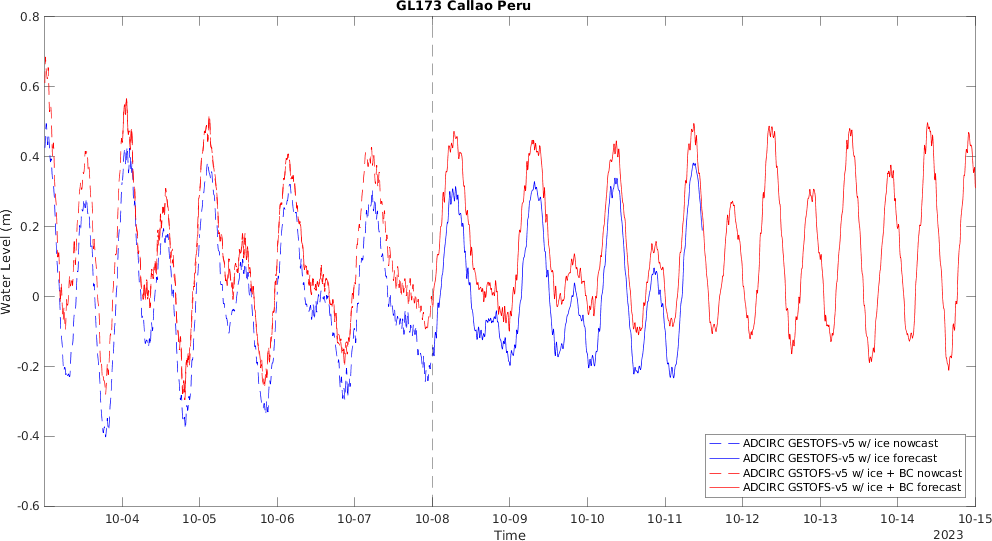 GL173 Callao Peru
0.8
0.6
0.4
0.2
0
-0.2
-0.4
-0.6
Water Level (m)
ADCIRC GESTOFS-v5 w/ ice nowcast
ADCIRC GESTOFS-v5 w/ ice forecast
ADCIRC GSTOFS-v5 w/ ice + BC nowcast
ADCIRC GSTOFS-v5 w/ ice + BC forecast
10-04 10-05 10-06 10-07 10-08 10-09 10-10 10-11 10-12 10-13 10-14 10-15
Time
2023